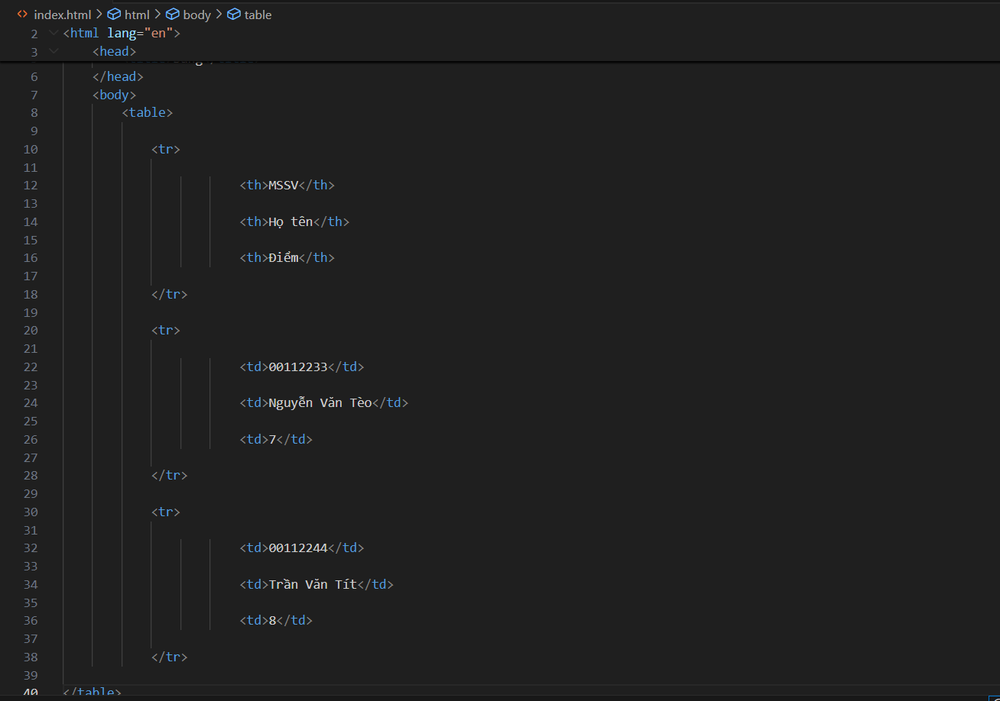 index.html > html > body > table
2 <html lang="en">
3 <head>
6 </head>
7 <body>
8 <table>
9
10 <tr>
11
12 <th>MSSV</th>
13
14 <th>Họ tên</th>
15
16 <th>Điểm</th>
17
18 </tr>
19
20 <tr>
21
22 <td>00112233</td>
23
24 <td>Nguyễn Văn Tèo</td>
25
26 <td>7</td>
27
28 </tr>
29
30 <tr>
31
32 <td>00112244</td>
33
34 <td>Trần Văn Tít</td>
35
36 <td>8</td>
37
38 </tr>
39
40 </table>